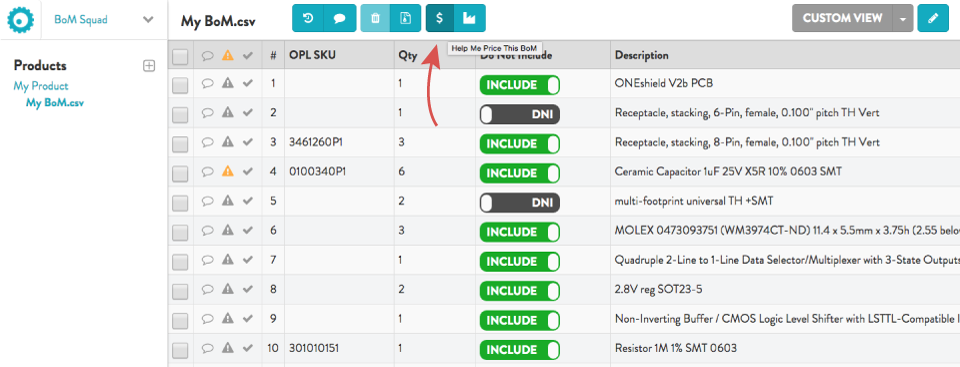 BoM Squad
My BoM.csv
$
CUSTOM VIEW
Help Me Price This BoM
Products
My Product
My BoM.csv
# OPL SKU Qty Do Not Include Description
1 1 INCLUDE ONEshield V2b PCB
2 1 DNI Receptacle, stacking, 6-Pin, female, 0.100" pitch TH Vert
3 3461260P1 3 INCLUDE Receptacle, stacking, 8-Pin, female, 0.100" pitch TH Vert
4 0100340P1 6 INCLUDE Ceramic Capacitor 1uF 25V X5R 10% 0603 SMT
5 2 DNI multi-footprint universal TH +SMT
6 3 INCLUDE MOLEX 0473093751 (WM3974CT-ND) 11.4 x 5.5mm x 3.75h (2.55 below
7 1 INCLUDE Quadruple 2-Line to 1-Line Data Selector/Multiplexer with 3-State Outputs
8 2 INCLUDE 2.8V reg SOT23-5
9 1 INCLUDE Non-Inverting Buffer / CMOS Logic Level Shifter with LSTTL-Compatible I
10 301010151 1 INCLUDE Resistor 1M 1% SMT 0603